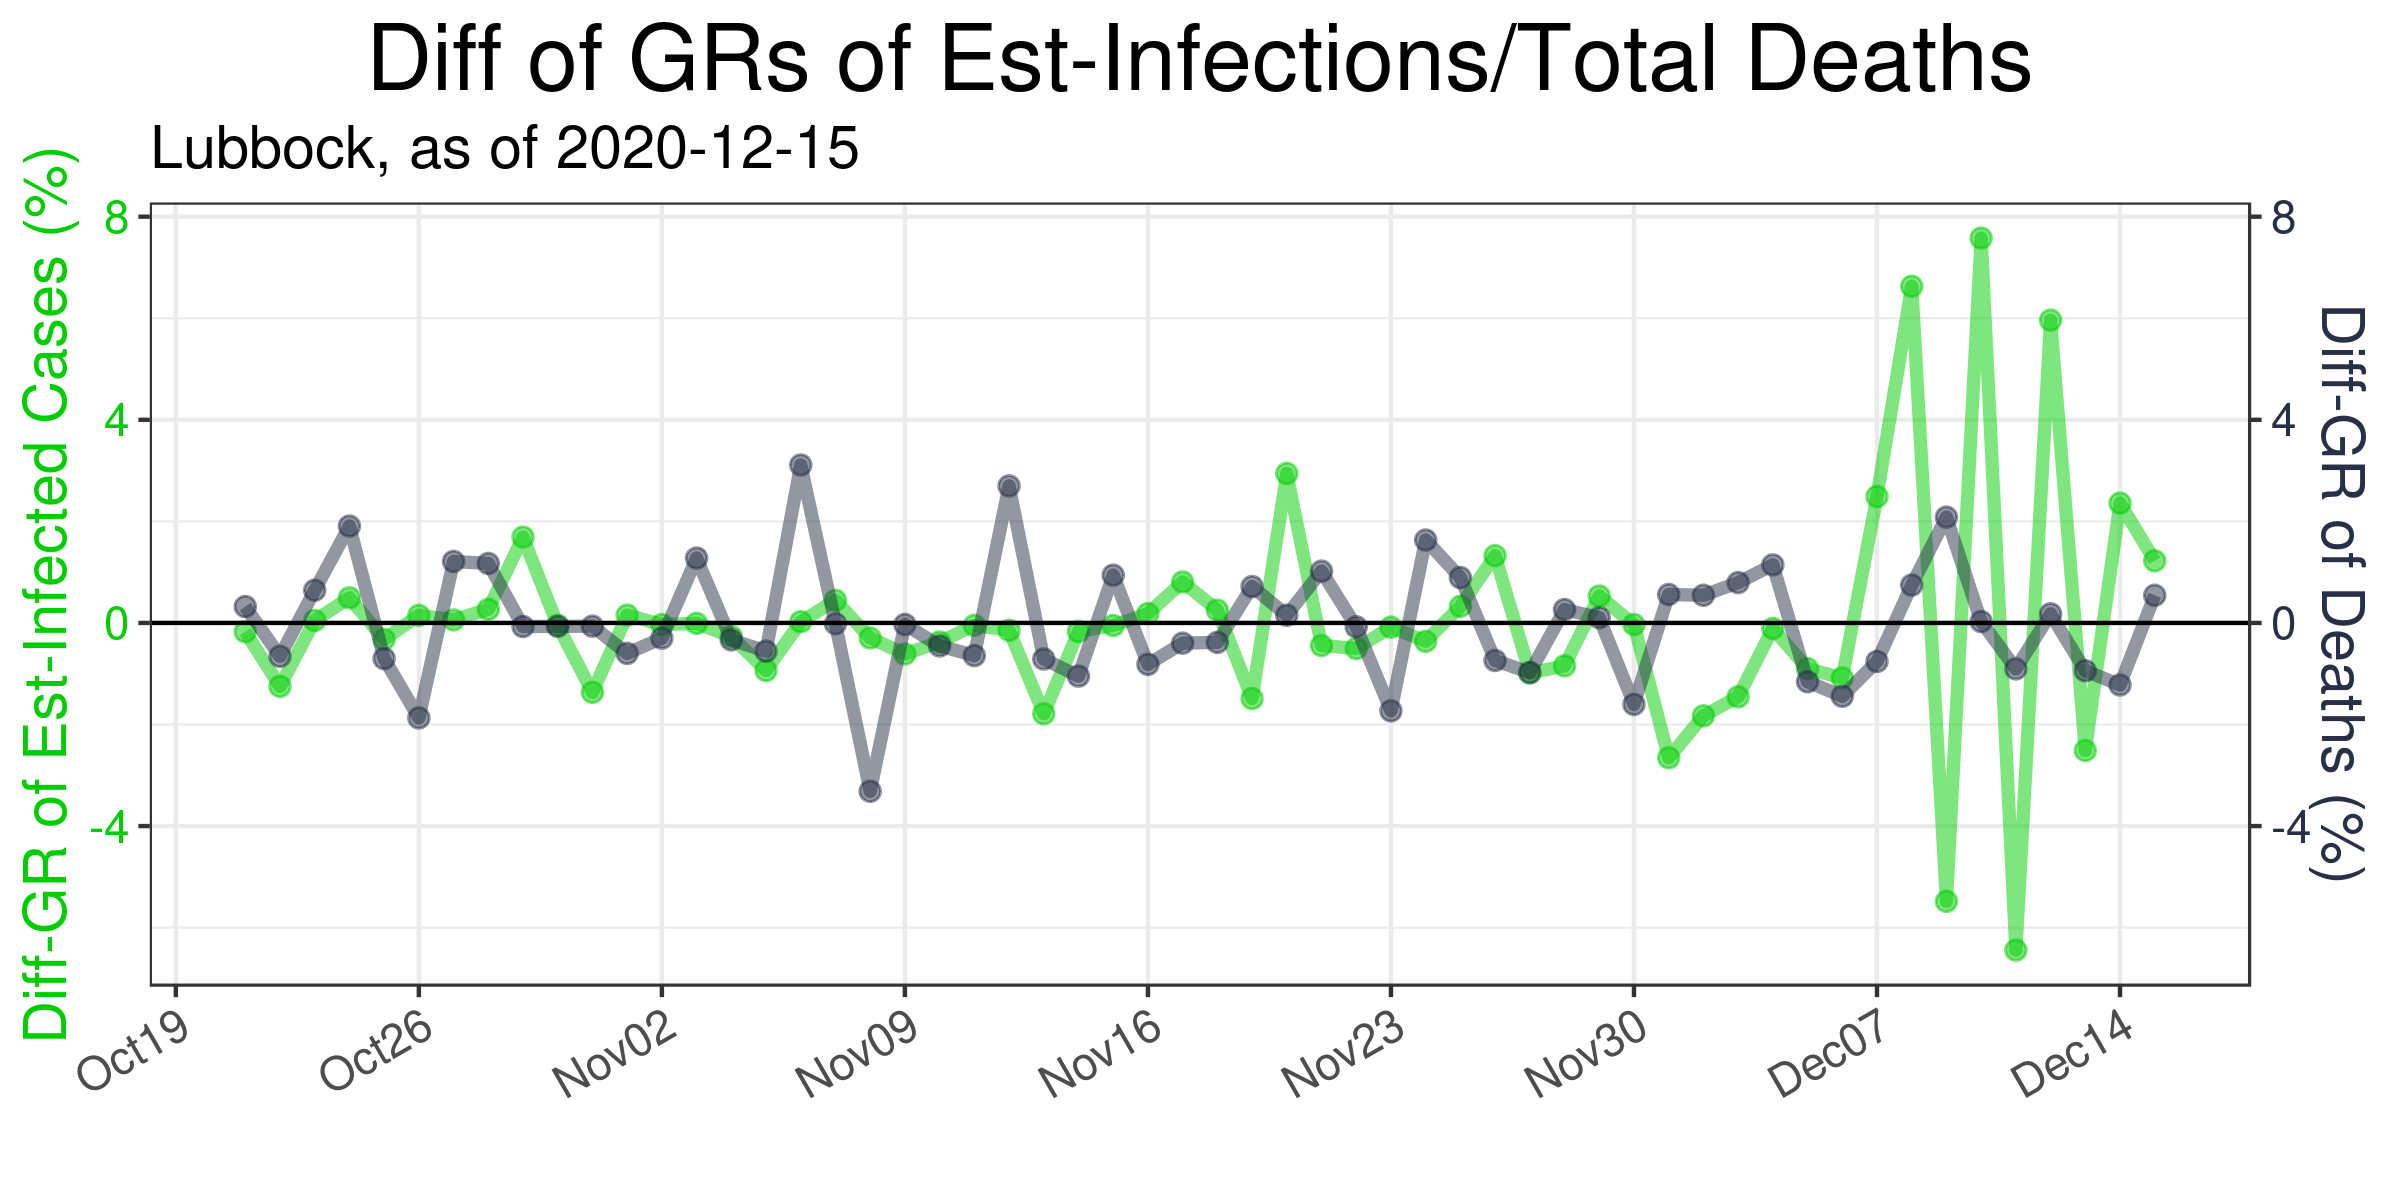 Diff of GRs of Est-Infections/Total Deaths
Lubbock, as of 2020-12-15
Diff-GR of Est-Infected Cases (%)
8
4
0
-4
8
4
0
-4
Diff-GR of Deaths (%)
Oct19
Oct26
Nov02
Nov09
Nov16
Nov23
Nov30
Dec07
Dec14